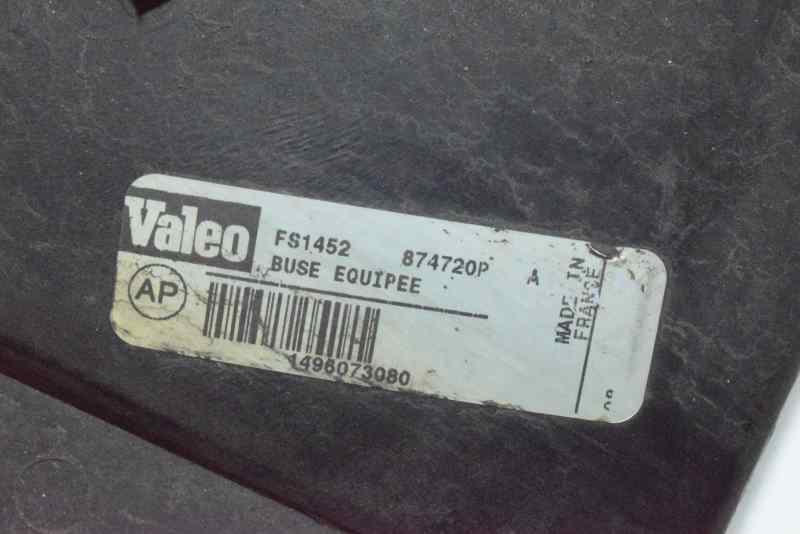 Valeo
FS1452 874720P A
BUSE EQUIPEE
AP
1496073080
MADE IN
FRANCE